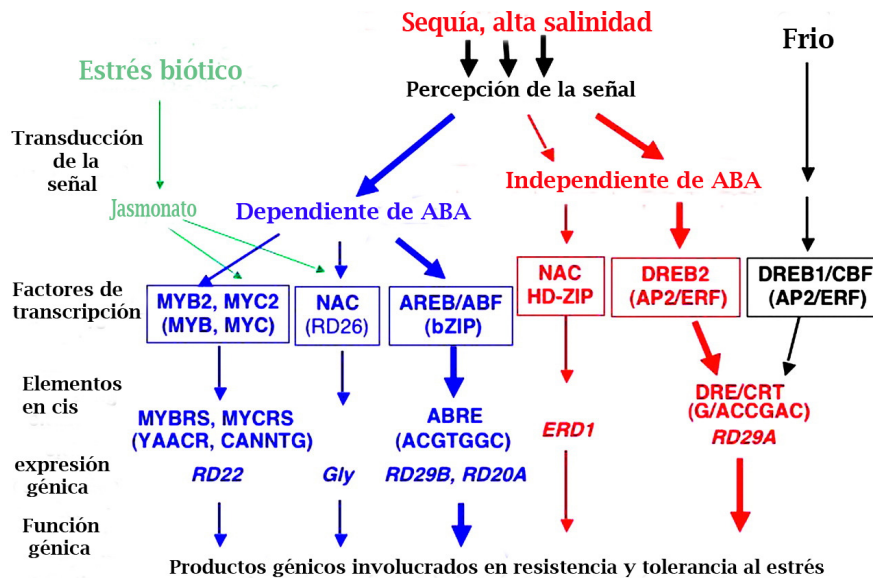 Sequía, alta salinidad
Frio
Estrés biótico
Percepción de la señal
Transducción
de la
señal
Independiente de ABA
Jasmonato
Dependiente de ABA
Factores de
transcripción
MYB2, MYC2
(MYB, MYC)
NAC
(RD26)
AREB/ABF
(bZIP)
NAC
HD-ZIP
DREB2
(AP2/ERF)
DREB1/CBF
(AP2/ERF)
Elementos
en cis
MYBRS, MYCRS
(YAACR, CANNTG)
ABRE
(ACGTGGC)
ERD1
DRE/CRT
(G/ACCGAC)
RD29A
expresión
génica
RD22
Gly
RD29B, RD20A
Función
génica
Productos génicos involucrados en resistencia y tolerancia al estrés